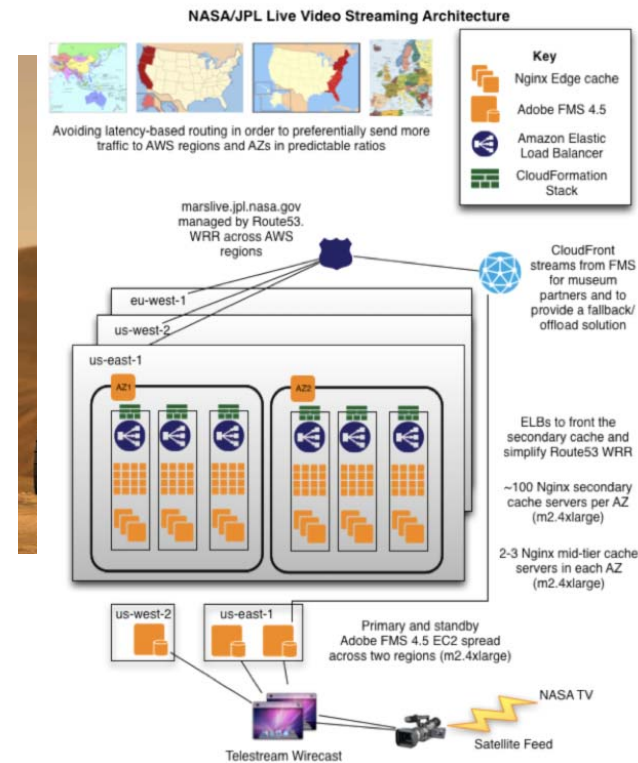 NASA/JPL Live Video Streaming Architecture
Key
Nginx Edge cache
Adobe FMS 4.5
Amazon Elastic
Load Balancer
CloudFormation
Stack
Avoiding latency-based routing in order to preferentially send more
traffic to AWS regions and AZs in predictable ratios
marslive.jpl.nasa.gov
managed by Route53.
WRR across AWS
regions
CloudFront
streams from FMS
for museum
partners and to
provide a fallback/
offload solution
eu-west-1
us-west-2
us-east-1
AZ1
AZ2
ELBs to front the
secondary cache and
simplify Route53 WRR
~100 Nginx secondary
cache servers per AZ
(m2.4xlarge)
2-3 Nginx mid-tier cache
servers in each AZ
(m2.4xlarge)
us-west-2
us-east-1
Primary and standby
Adobe FMS 4.5 EC2 spread
across two regions (m2.4xlarge)
NASA TV
Satellite Feed
Telestream Wirecast